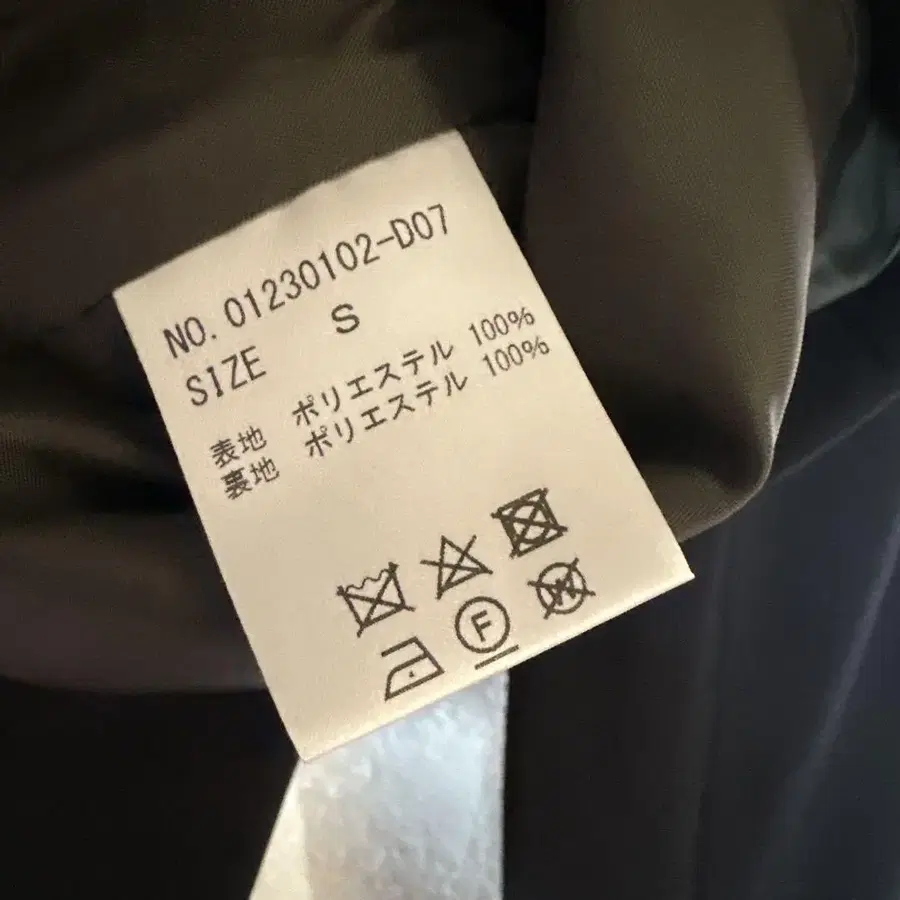 NO. 01230102-D07
SIZE S
表地 ポリエステル 100%
裏地 ポリエステル 100%
F
W